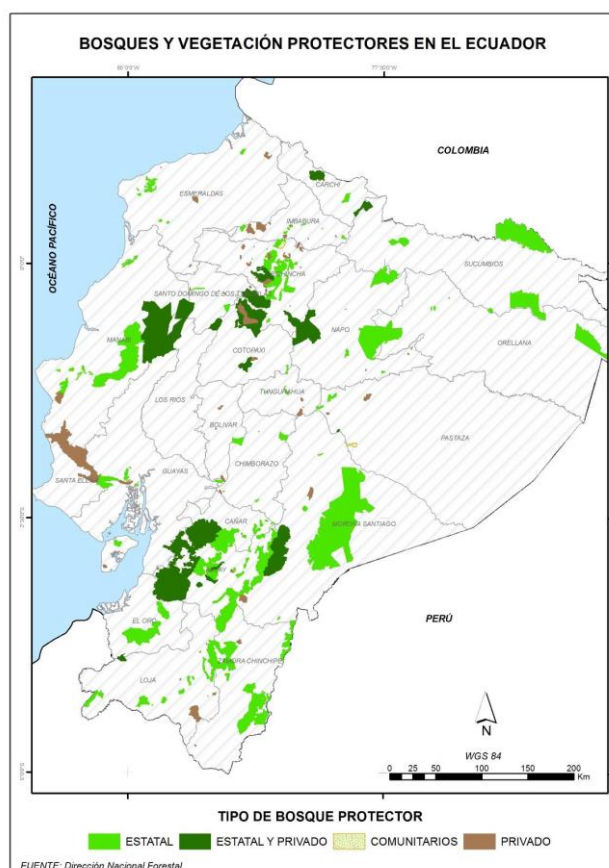 BOSQUES Y VEGETACIÓN PROTECTORES EN EL ECUADOR
COLOMBIA
OCÉANO PACÍFICO
ESMERALDAS
CARCHI
IMBABURA
SUCUMBIOS
SANTO DOMINGO DE LOS
MANABI
NAPO
ORELLANA
COTOPAXI
LOS RIOS
TUNGURAHUA
BOLIVAR
PASTAZA
CHIMBORAZO
GUAYAS
SANTA ELENA
MORONA SANTIAGO
CAÑAR
EL ORO
PERÚ
ZAMORA CHINCHIPE
LOJA
N
WGS 84
0 25 50 100 150 200
Km
TIPO DE BOSQUE PROTECTOR
ESTATAL ESTATAL Y PRIVADO COMUNITARIOS PRIVADO
FUENTE: Dirección Nacional Forestal